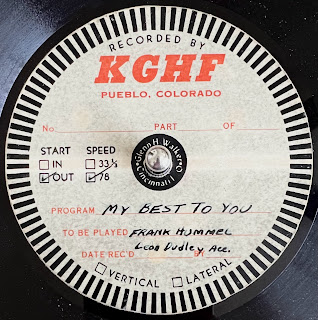 RECORDED BY
KGHF
PUEBLO, COLORADO
No. PART OF
START SPEED
IN 33⅓
OUT 78
Glenn H. Walker
Cincinnati O
PROGRAM MY BEST TO YOU
TO BE PLAYED FRANK HUMMEL
Leon Dudley Acc.
DATE REC'D BY
VERTICAL LATERAL